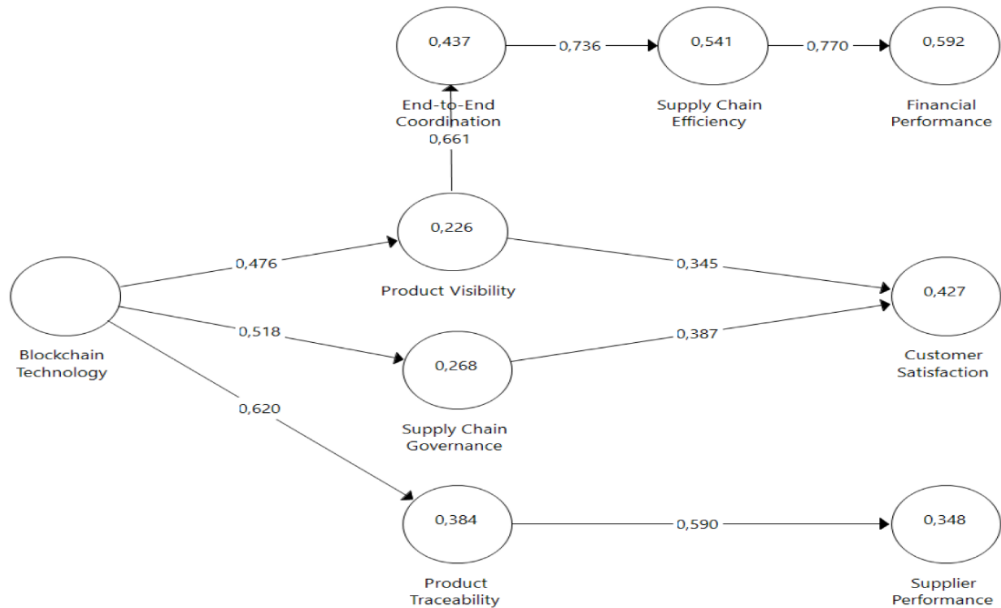 0,437
0,736
0,541
0,770
0,592
End-to-End
Coordination
Supply Chain
Efficiency
Financial
Performance
0,661
0,226
0,476
0,345
Product Visibility
0,427
0,518
0,387
Blockchain
Technology
Customer
Satisfaction
0,268
0,620
Supply Chain
Governance
0,384
0,590
0,348
Product
Traceability
Supplier
Performance